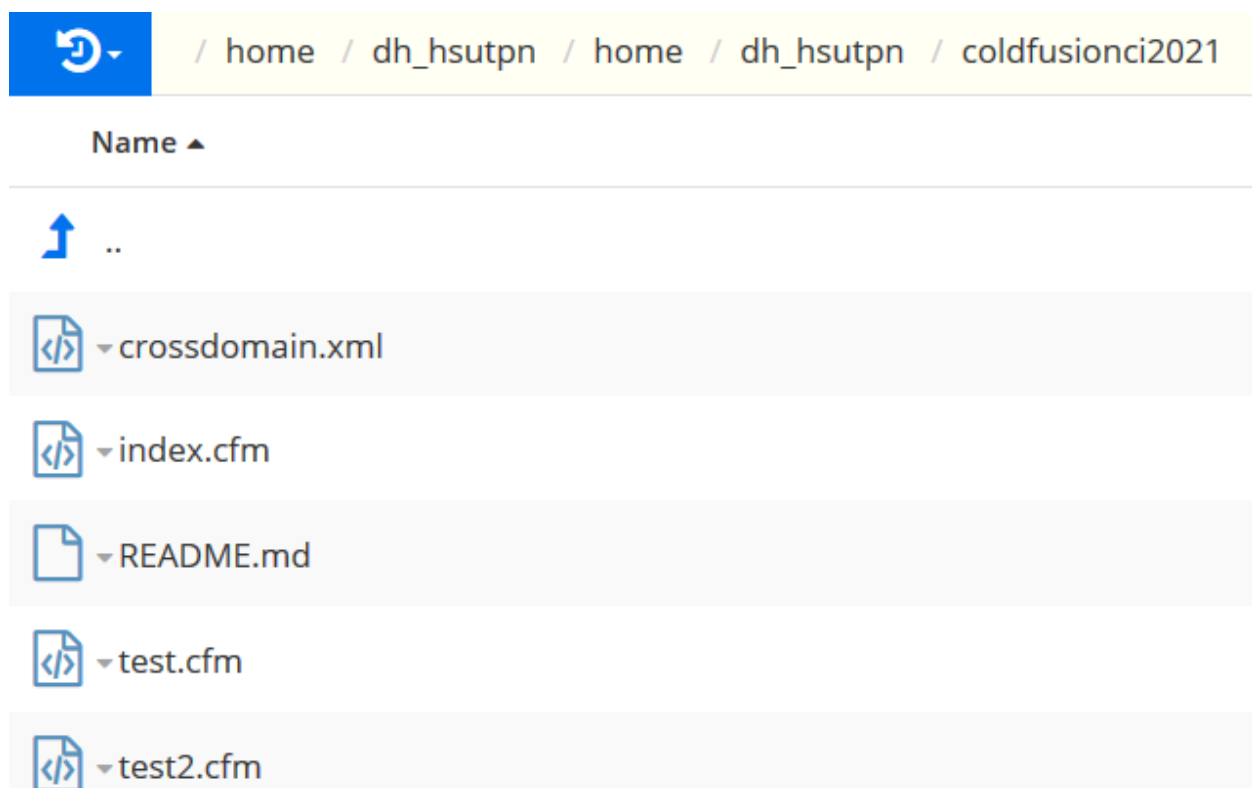 / home / dh_hsutpn / home / dh_hsutpn / coldfusionci2021
Name
..
crossdomain.xml
index.cfm
README.md
test.cfm
test2.cfm